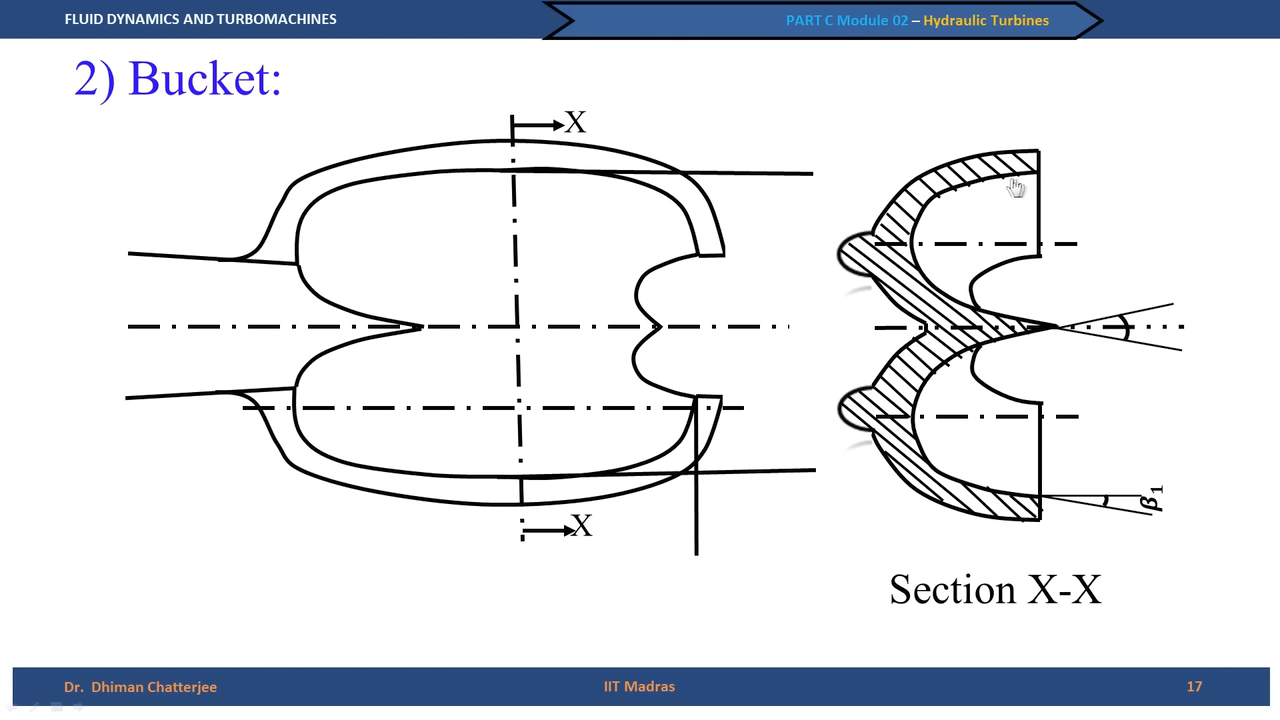 FLUID DYNAMICS AND TURBOMACHINES
PART C Module 02 – Hydraulic Turbines
2) Bucket:
X
X
β₁
Section X-X
Dr. Dhiman Chatterjee
IIT Madras
17